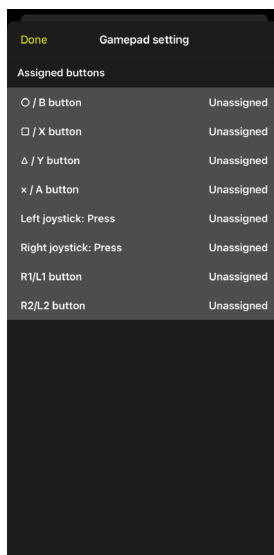 Done Gamepad setting
Assigned buttons
○ / B button Unassigned
□ / X button Unassigned
△ / Y button Unassigned
× / A button Unassigned
Left joystick: Press Unassigned
Right joystick: Press Unassigned
R1/L1 button Unassigned
R2/L2 button Unassigned